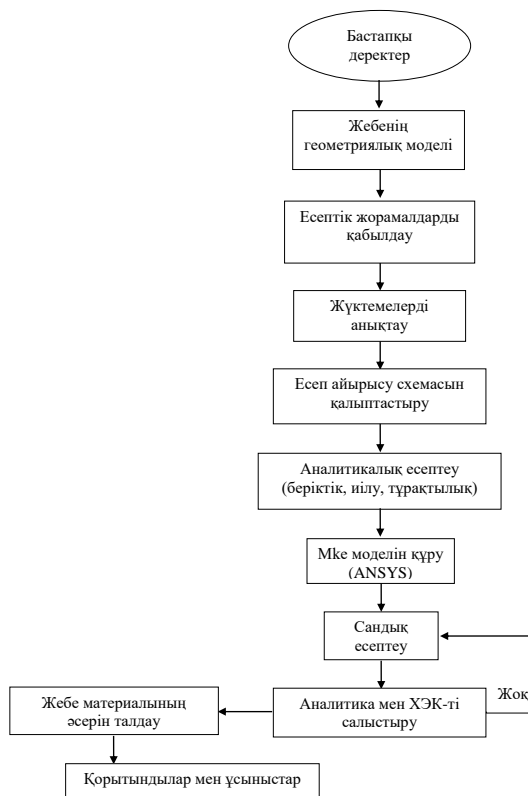 Бастапқы
деректер
Жебенің
геометриялық моделі
Есептік жорамалдарды
қабылдау
Жүктемелерді
анықтау
Есеп айырысу схемасын
қалыптастыру
Аналитикалық есептеу
(беріктік, иілу, тұрақтылық)
Mke моделін құру
(ANSYS)
Сандық
есептеу
Аналитика мен ХЭК-ті
салыстыру
Жоқ
Жебе материалының
әсерін талдау
Қорытындылар мен ұсыныстар